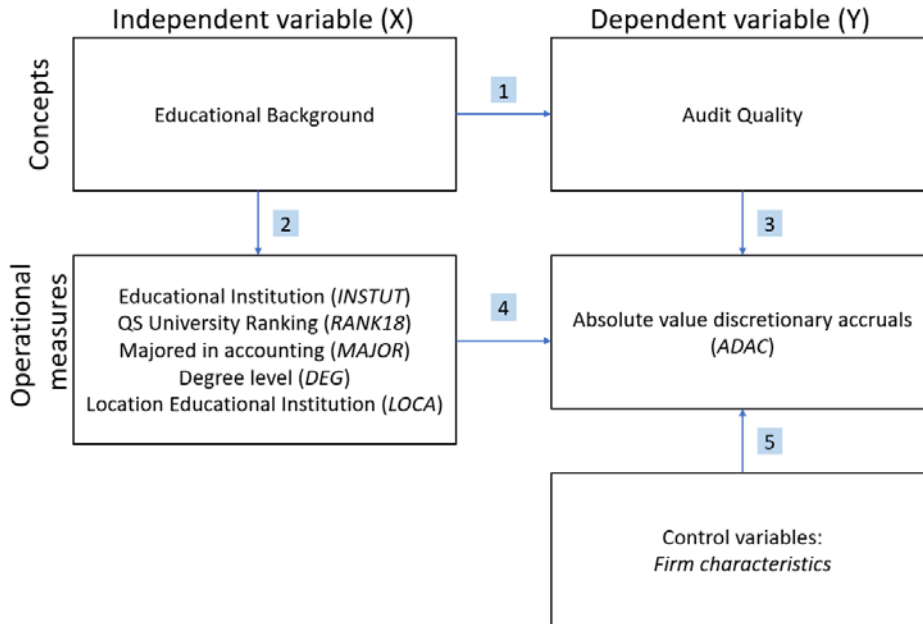 Independent variable (X)
Dependent variable (Y)
Concepts
Educational Background
1
Audit Quality
2
3
Operational
measures
Educational Institution (INSTUT)
QS University Ranking (RANK18)
Majored in accounting (MAJOR)
Degree level (DEG)
Location Educational Institution (LOCA)
4
Absolute value discretionary accruals
(ADAC)
5
Control variables:
Firm characteristics